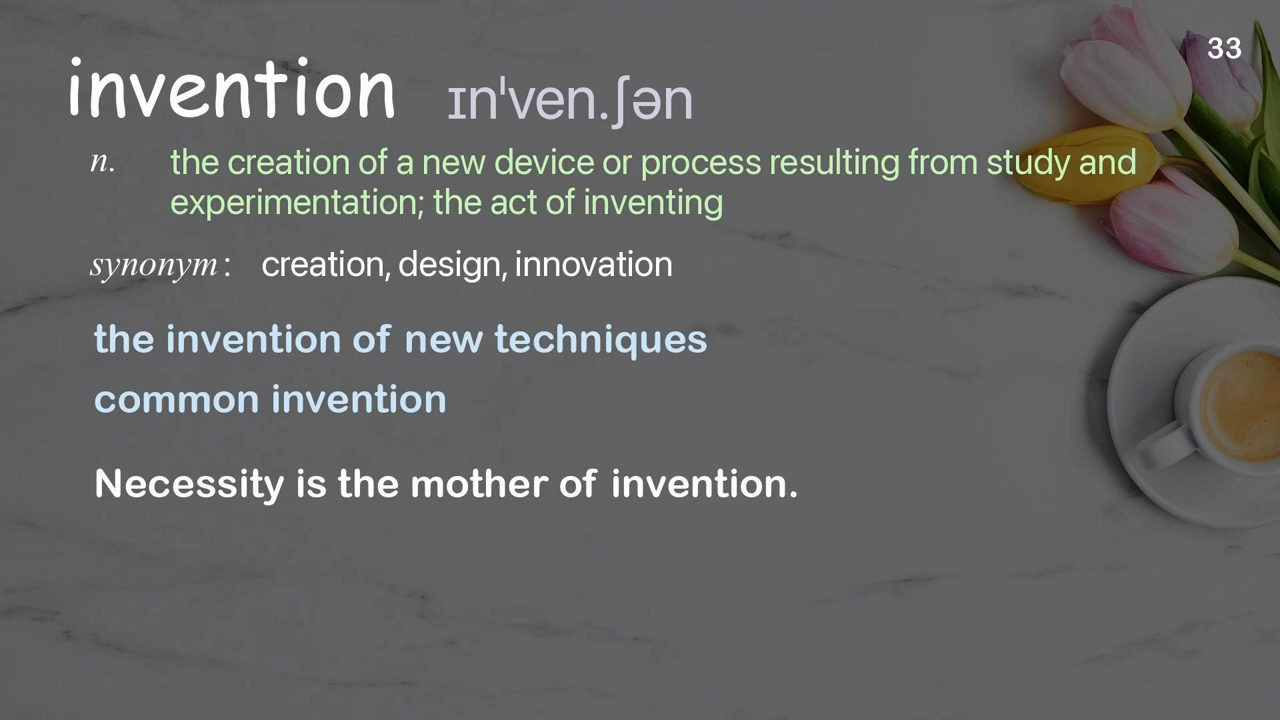 33
invention ɪnˈven.ʃən
n. the creation of a new device or process resulting from study and
experimentation; the act of inventing
synonym: creation, design, innovation
the invention of new techniques
common invention
Necessity is the mother of invention.